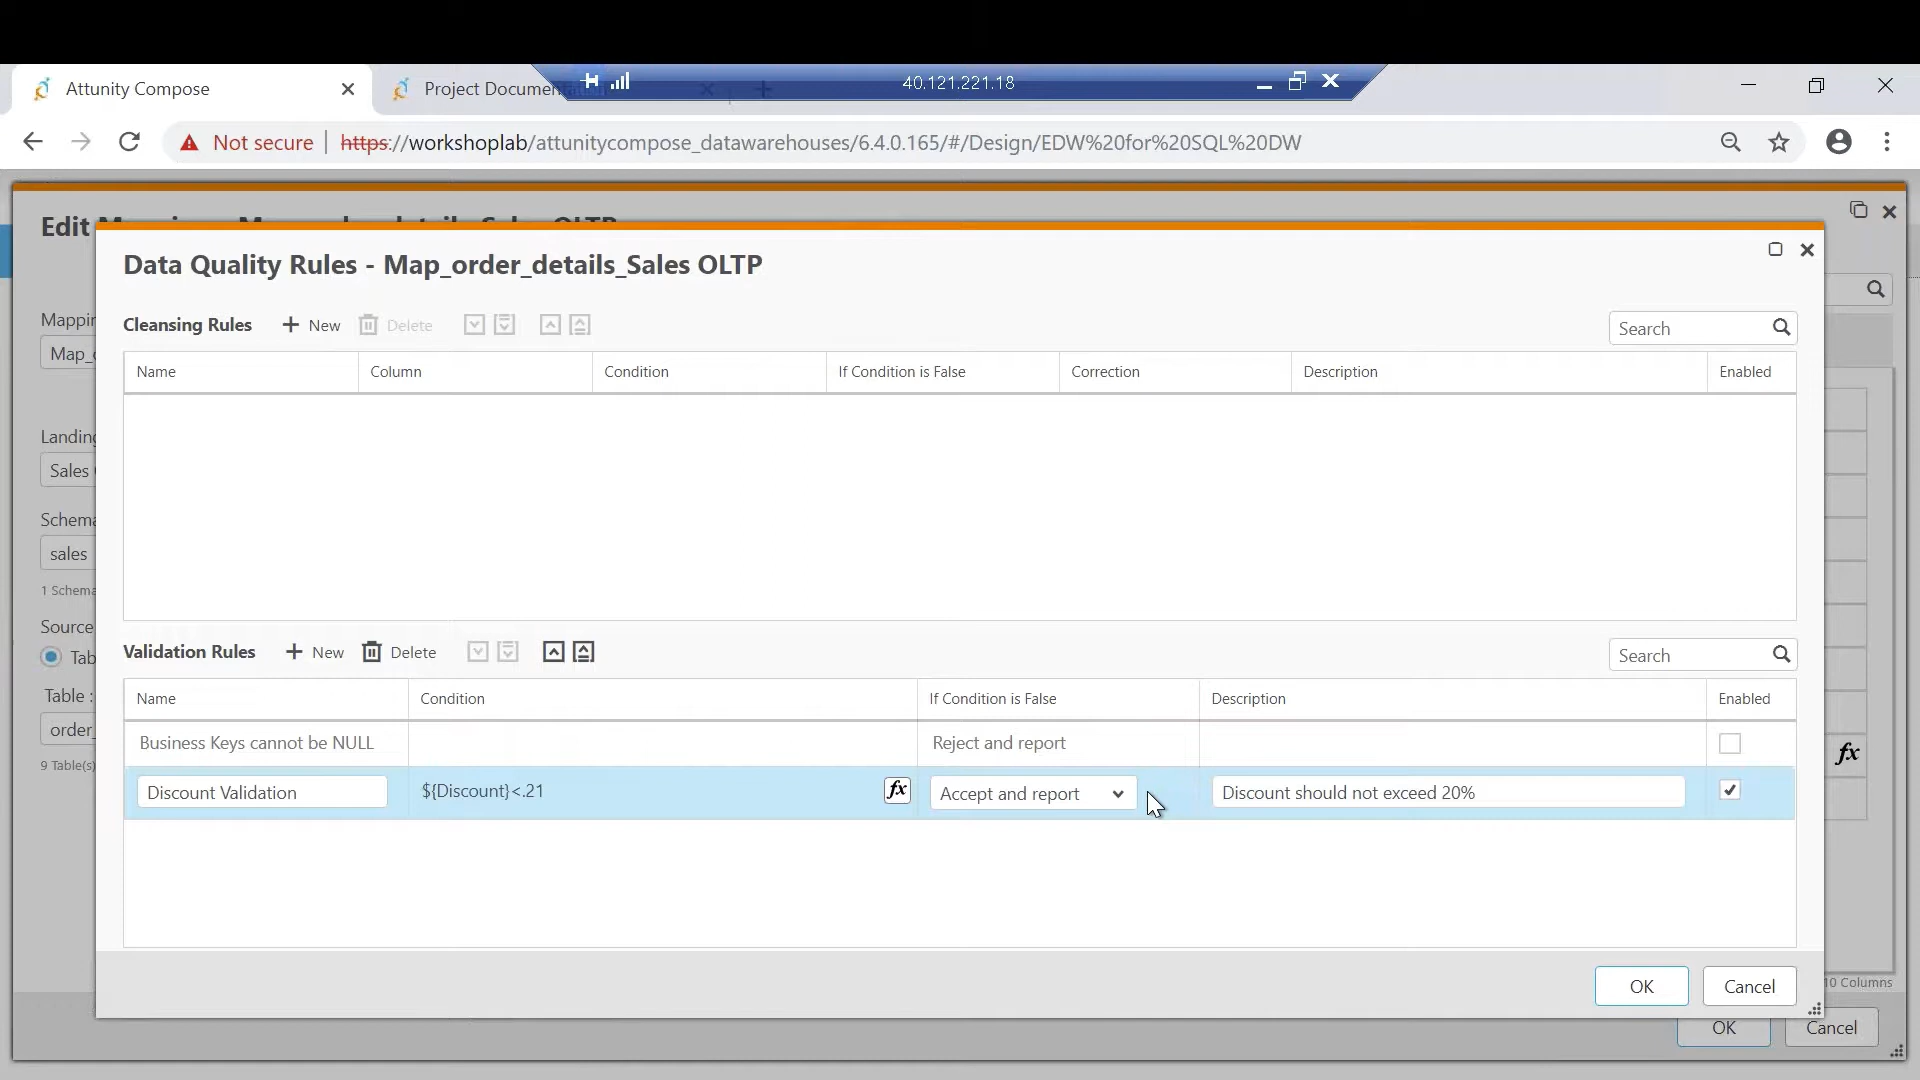 Attunity Compose
Project Documen
40.121.221.18
Not secure
https://workshoplab/attunitycompose_datawarehouses/6.4.0.165/#/Design/EDW%20for%20SQL%20DW
Edit
Data Quality Rules - Map_order_details_Sales OLTP
Cleansing Rules
New
Delete
Search
Name
Column
Condition
If Condition is False
Correction
Description
Enabled
Mappin
Map_o
Landing
Sales
Schema
sales
1 Schema
Source
Tab
Table :
order_
9 Table(s)
Validation Rules
New
Delete
Search
Name
Condition
If Condition is False
Description
Enabled
Business Keys cannot be NULL
Reject and report
Discount Validation
${Discount}<.21
fx
Accept and report
Discount should not exceed 20%
fx
OK
Cancel
10 Columns
OK
Cancel